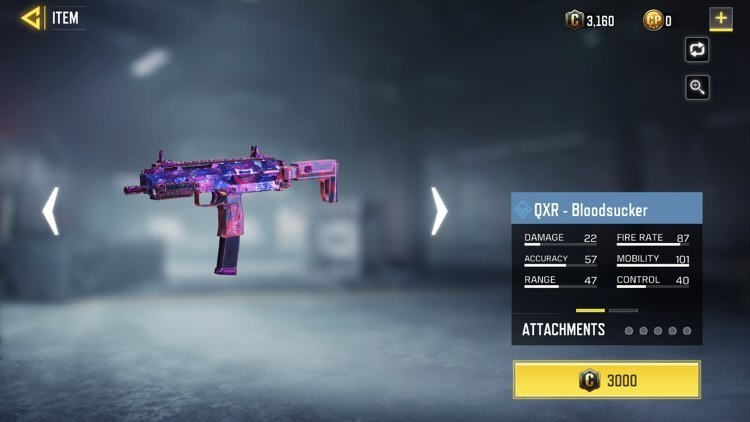 ITEM
3,160
CP 0
QXR - Bloodsucker
DAMAGE 22
FIRE RATE 87
ACCURACY 57
MOBILITY 101
RANGE 47
CONTROL 40
ATTACHMENTS
C 3000